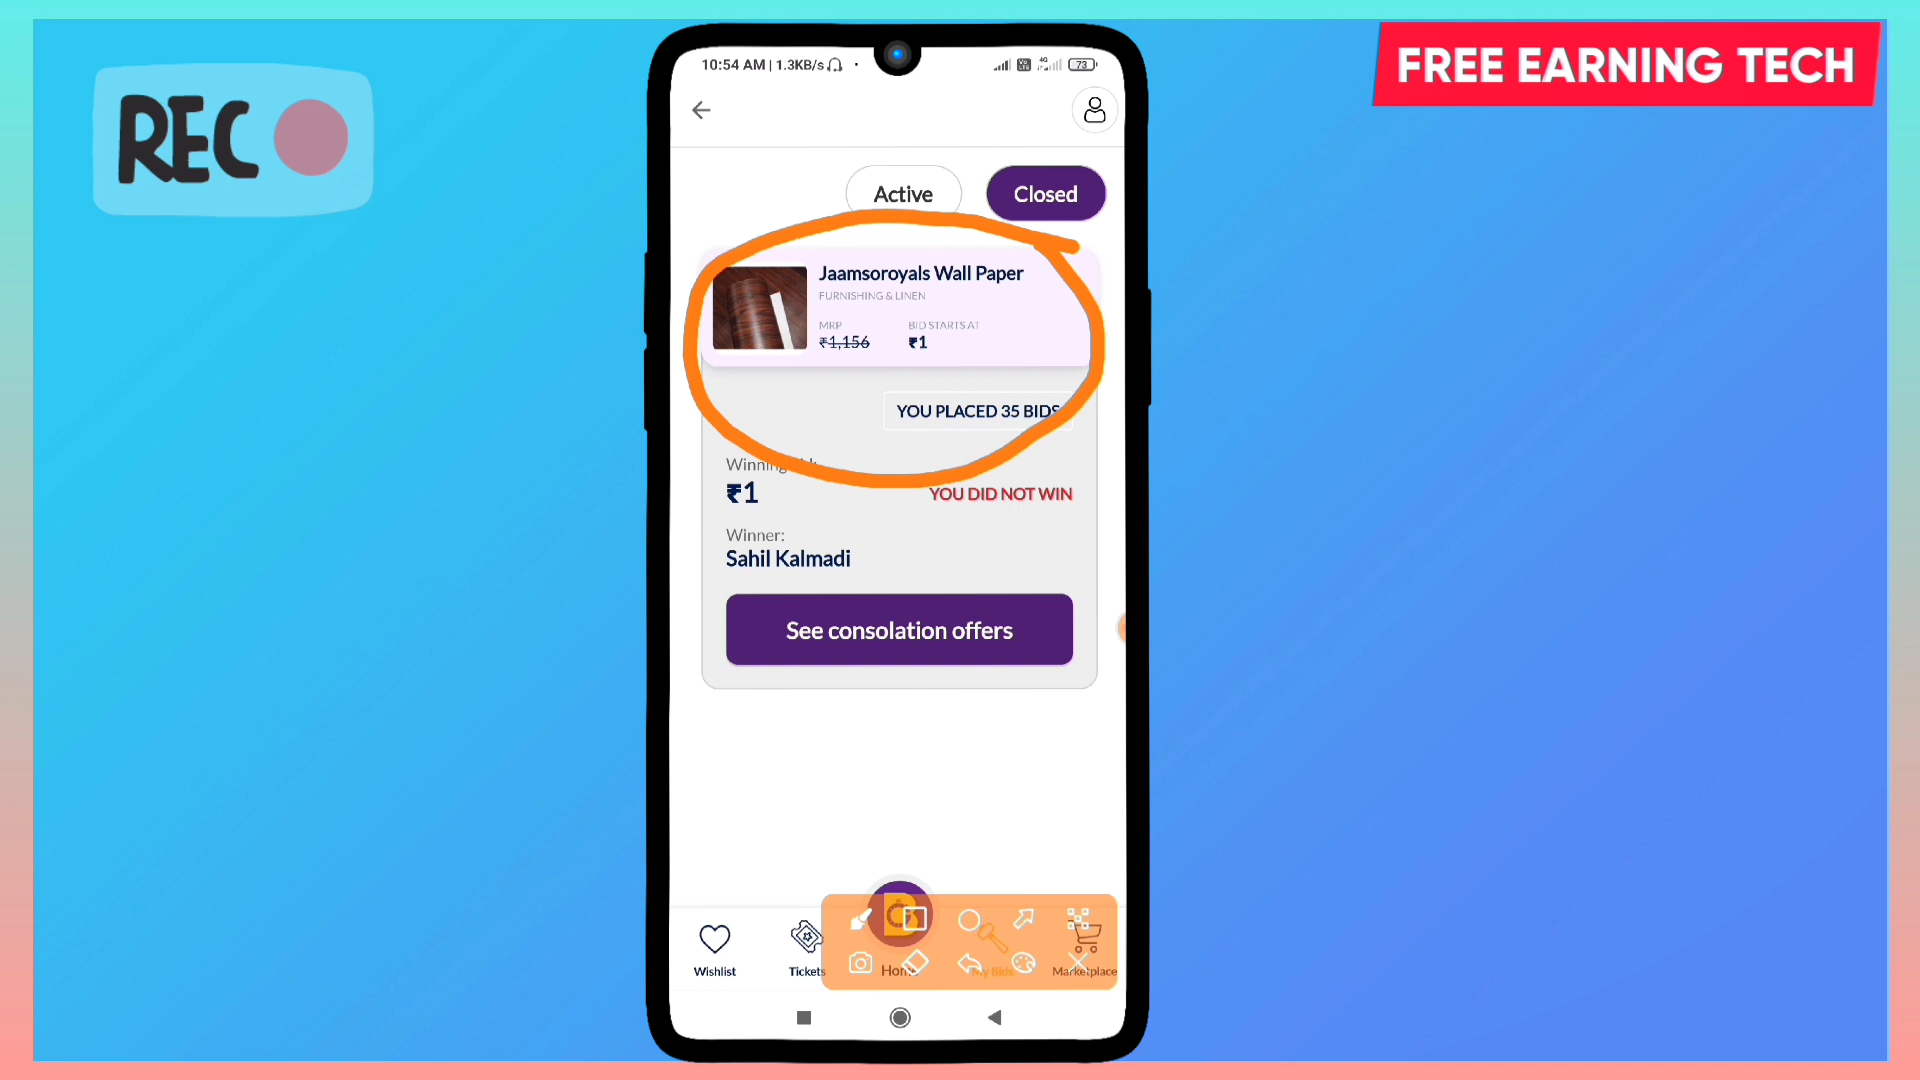 REC
FREE EARNING TECH
10:54 AM | 1.3KB/s
4G
73
Active
Closed
Jaamsoroyals Wall Paper
FURNISHING & LINEN
MRP
BID STARTS AT
₹1,156
₹1
YOU PLACED 35 BIDS
Winning
₹1
YOU DID NOT WIN
Winner:
Sahil Kalmadi
See consolation offers
Wishlist
Tickets
Home
My Bids
Marketplace